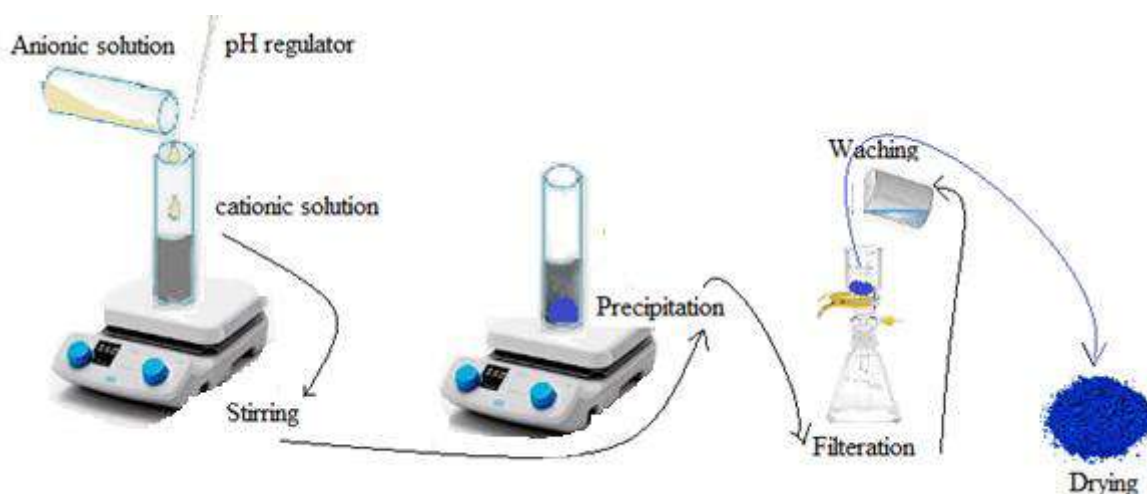 Anionic solution
pH regulator
cationic solution
Stirring
Precipitation
Waching
Filteration
Drying